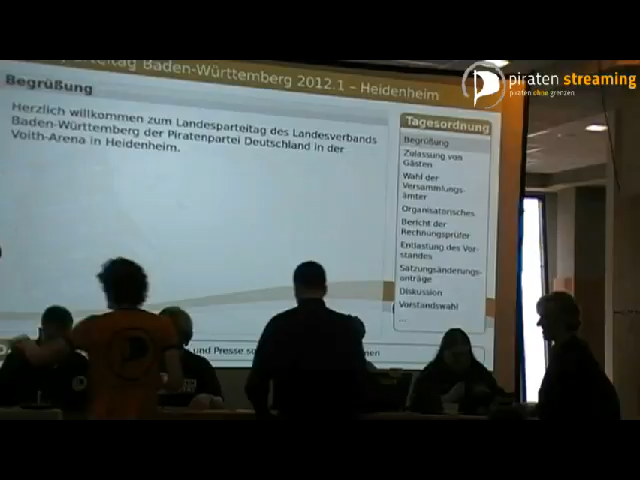 piraten streaming
piraten ohne grenzen
Baden-Württemberg 2012.1 - Heidenheim
Begrüßung
Herzlich willkommen zum Landesparteitag des Landesverbands
Baden-Württemberg der Piratenpartei Deutschland in der
Voith-Arena in Heidenheim.
Tagesordnung
Begrüßung
Zulassung von
Gästen
Wahl der
Versammlungs-
ämter
Organisatorisches
Bericht der
Rechnungsprüfer
Entlastung des Vor-
standes
Satzungsänderungs-
anträge
Diskussion
Vorstandswahl
...
und Presse